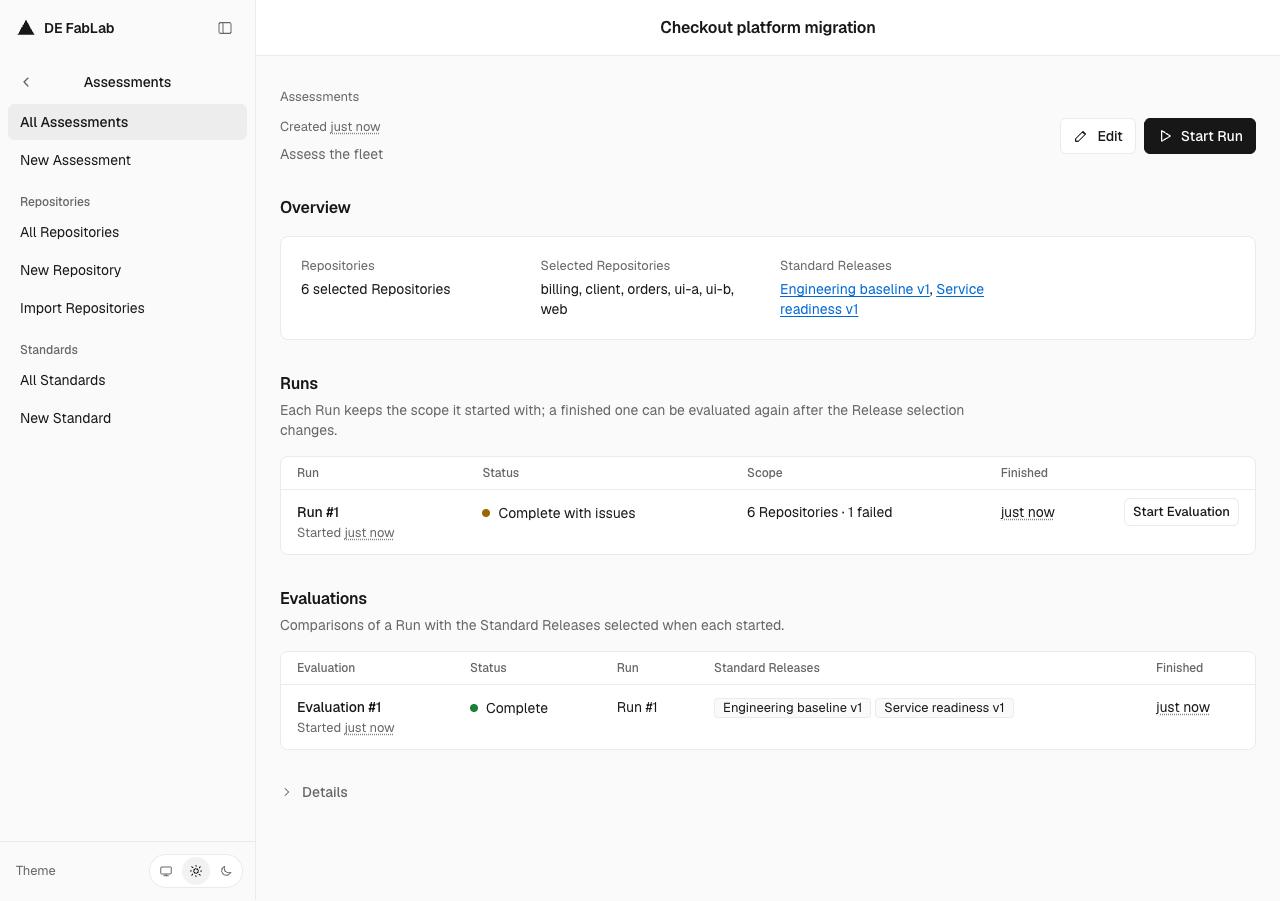 DE FabLab
Checkout platform migration
Assessments
All Assessments
New Assessment
Repositories
All Repositories
New Repository
Import Repositories
Standards
All Standards
New Standard
Theme
Assessments
Created just now
Assess the fleet
Edit
Start Run
Overview
Repositories
6 selected Repositories
Selected Repositories
billing, client, orders, ui-a, ui-b,
web
Standard Releases
Engineering baseline v1, Service
readiness v1
Runs
Each Run keeps the scope it started with; a finished one can be evaluated again after the Release selection
changes.
Run Status Scope Finished
Run #1 Complete with issues 6 Repositories · 1 failed just now Start Evaluation
Started just now
Evaluations
Comparisons of a Run with the Standard Releases selected when each started.
Evaluation Status Run Standard Releases Finished
Evaluation #1 Complete Run #1 Engineering baseline v1 Service readiness v1 just now
Started just now
Details